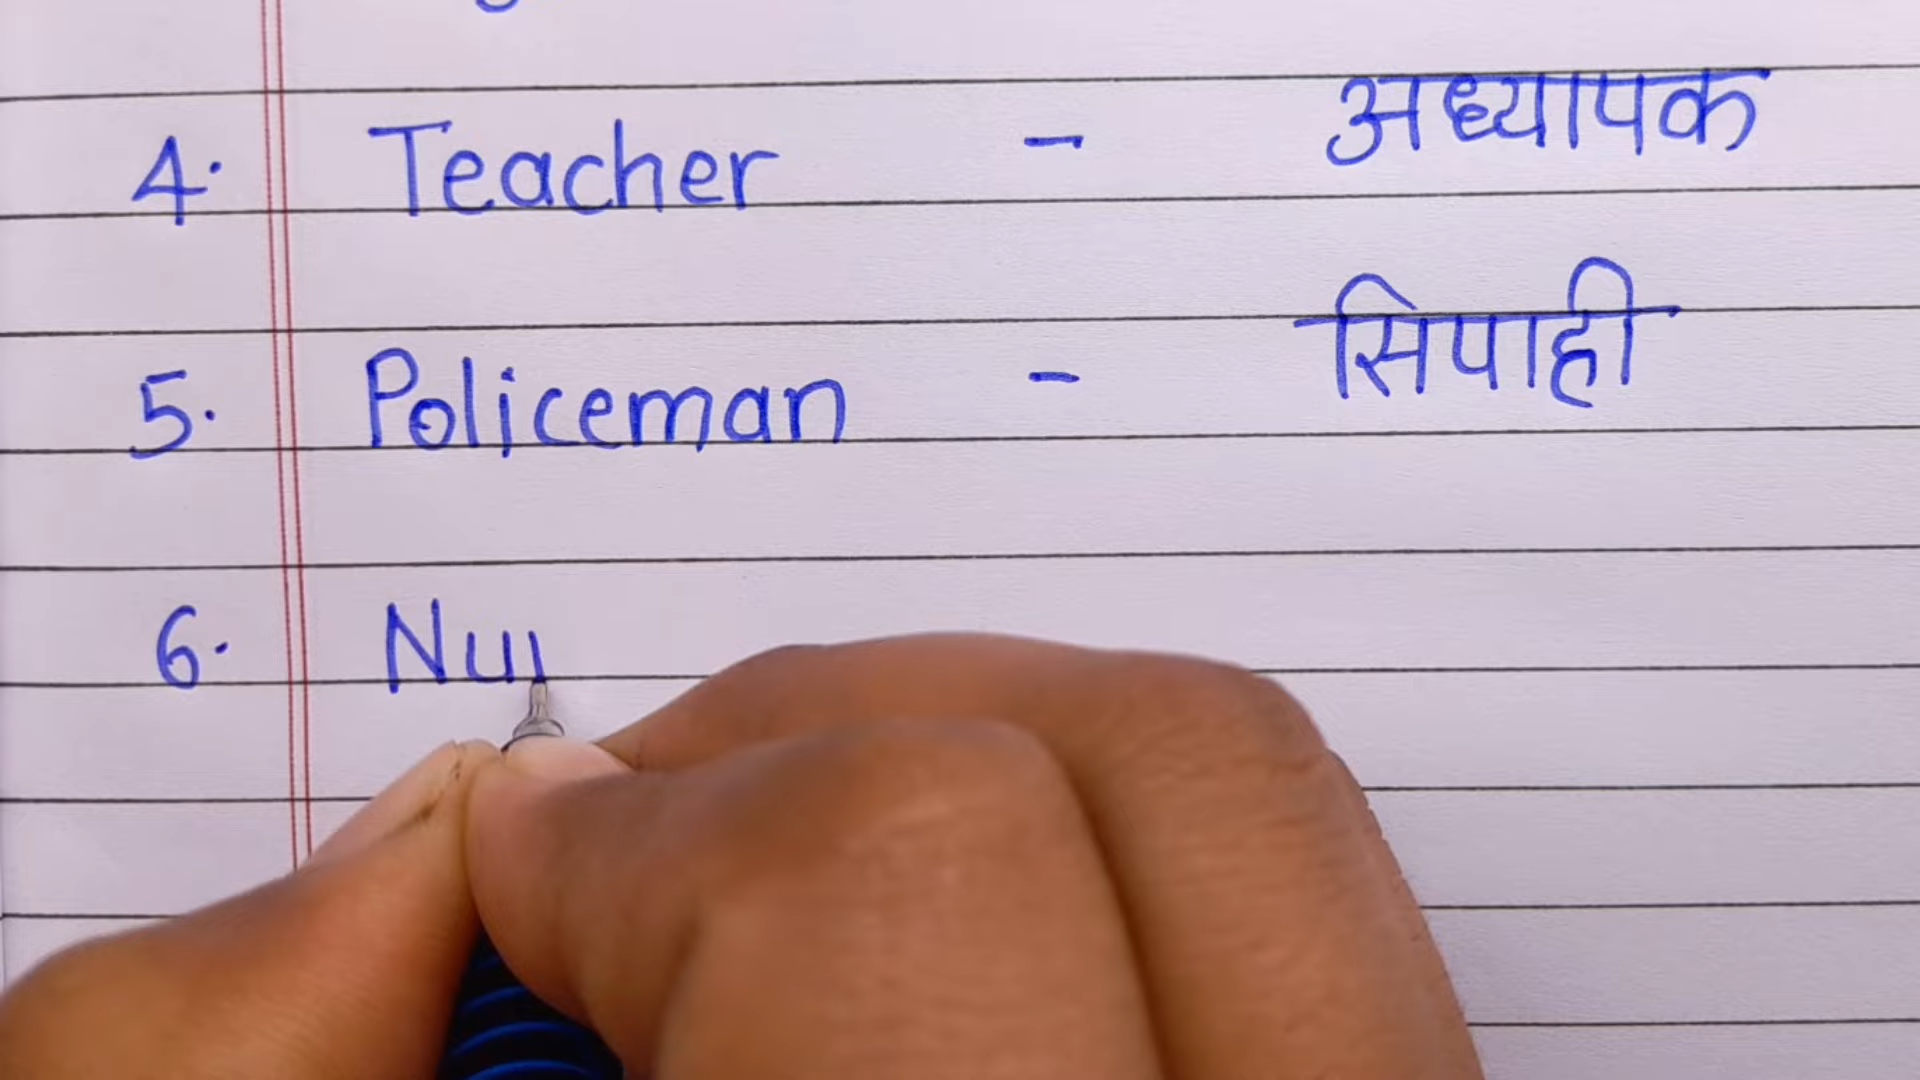 4. Teacher - अध्यापक
5. Policeman - सिपाही
6. Nu